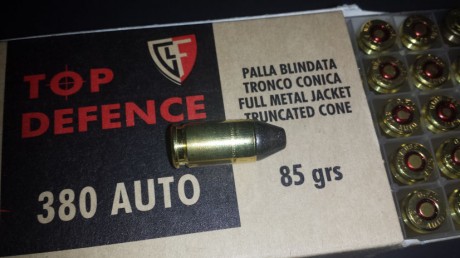 TOP
DEFENCE
380 AUTO
PALLA BLINDATA
TRONCO CONICA
FULL METAL JACKET
TRUNCATED CONE
85 grs